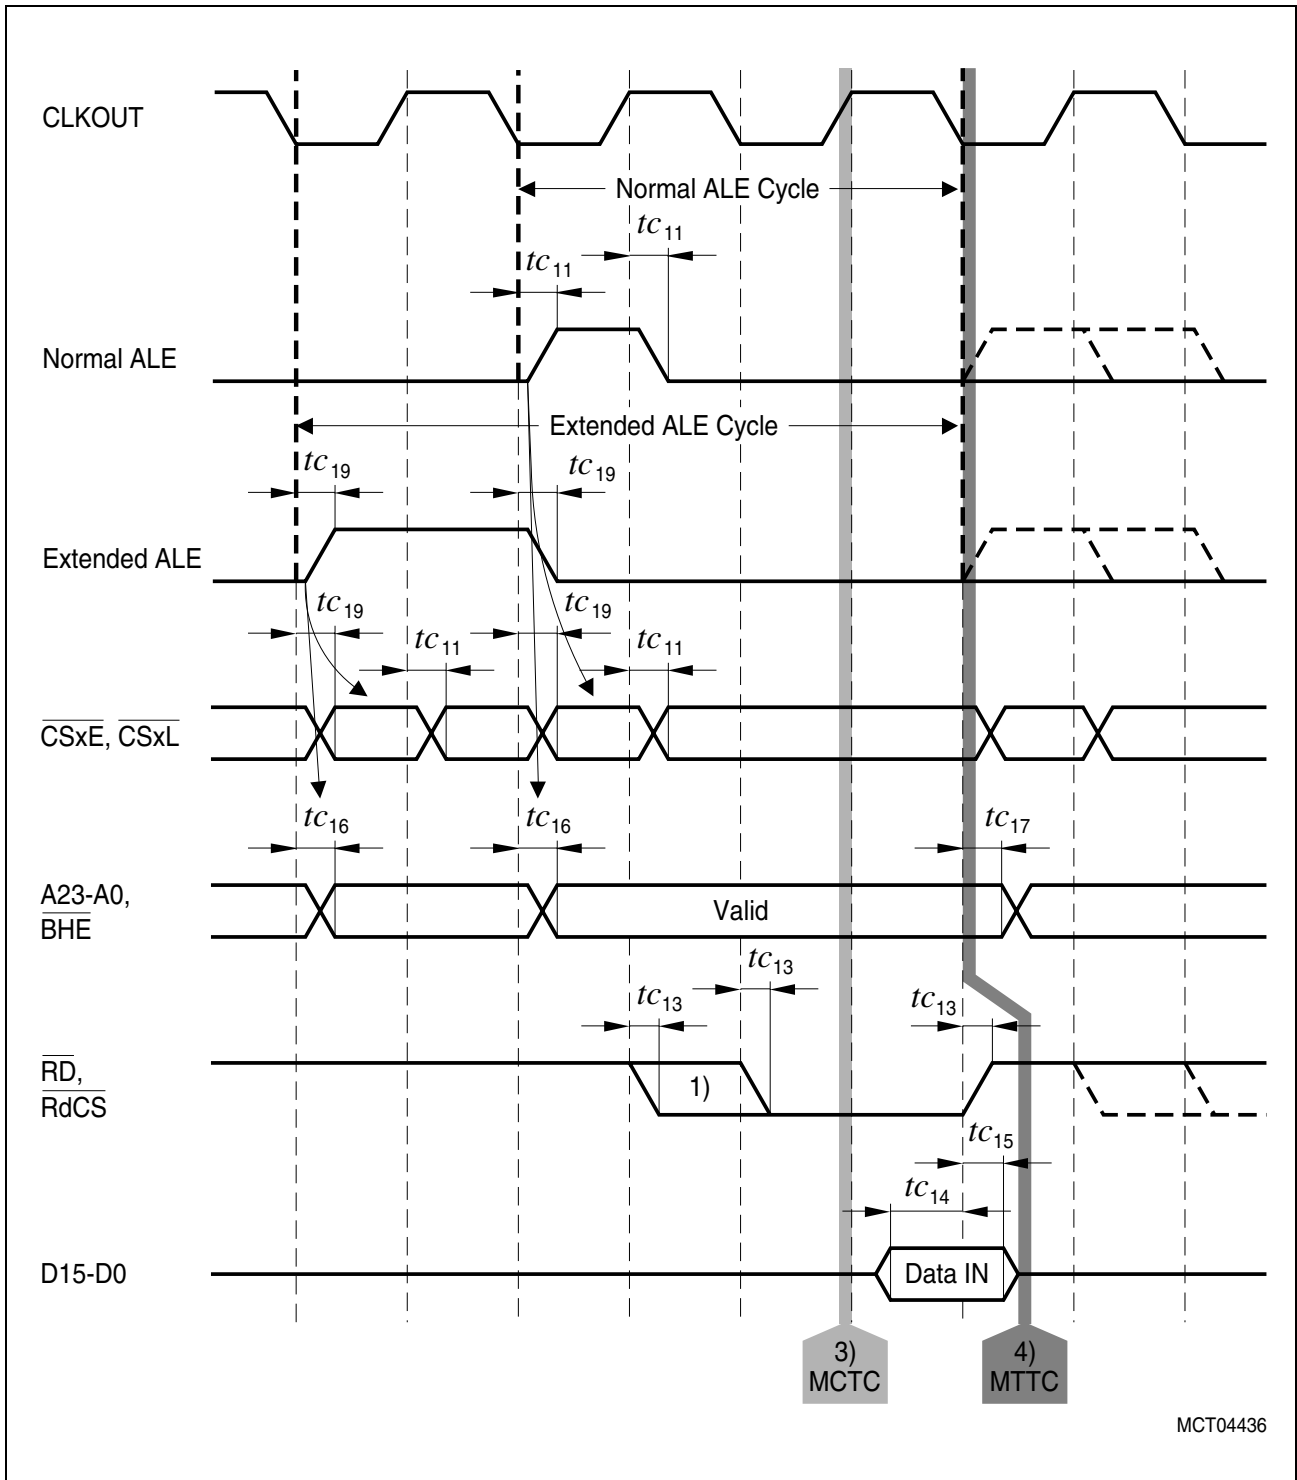 CLKOUT
Normal ALE Cycle
tc11
tc11
Normal ALE
Extended ALE Cycle
tc19
tc19
Extended ALE
tc19
tc19
tc11
tc11
CSxE, CSxL
tc16
tc16
tc17
A23-A0,
BHE
Valid
tc13
tc13
tc13
RD,
RdCS
1)
tc15
tc14
D15-D0
Data IN
3)
MCTC
4)
MTTC
MCT04436